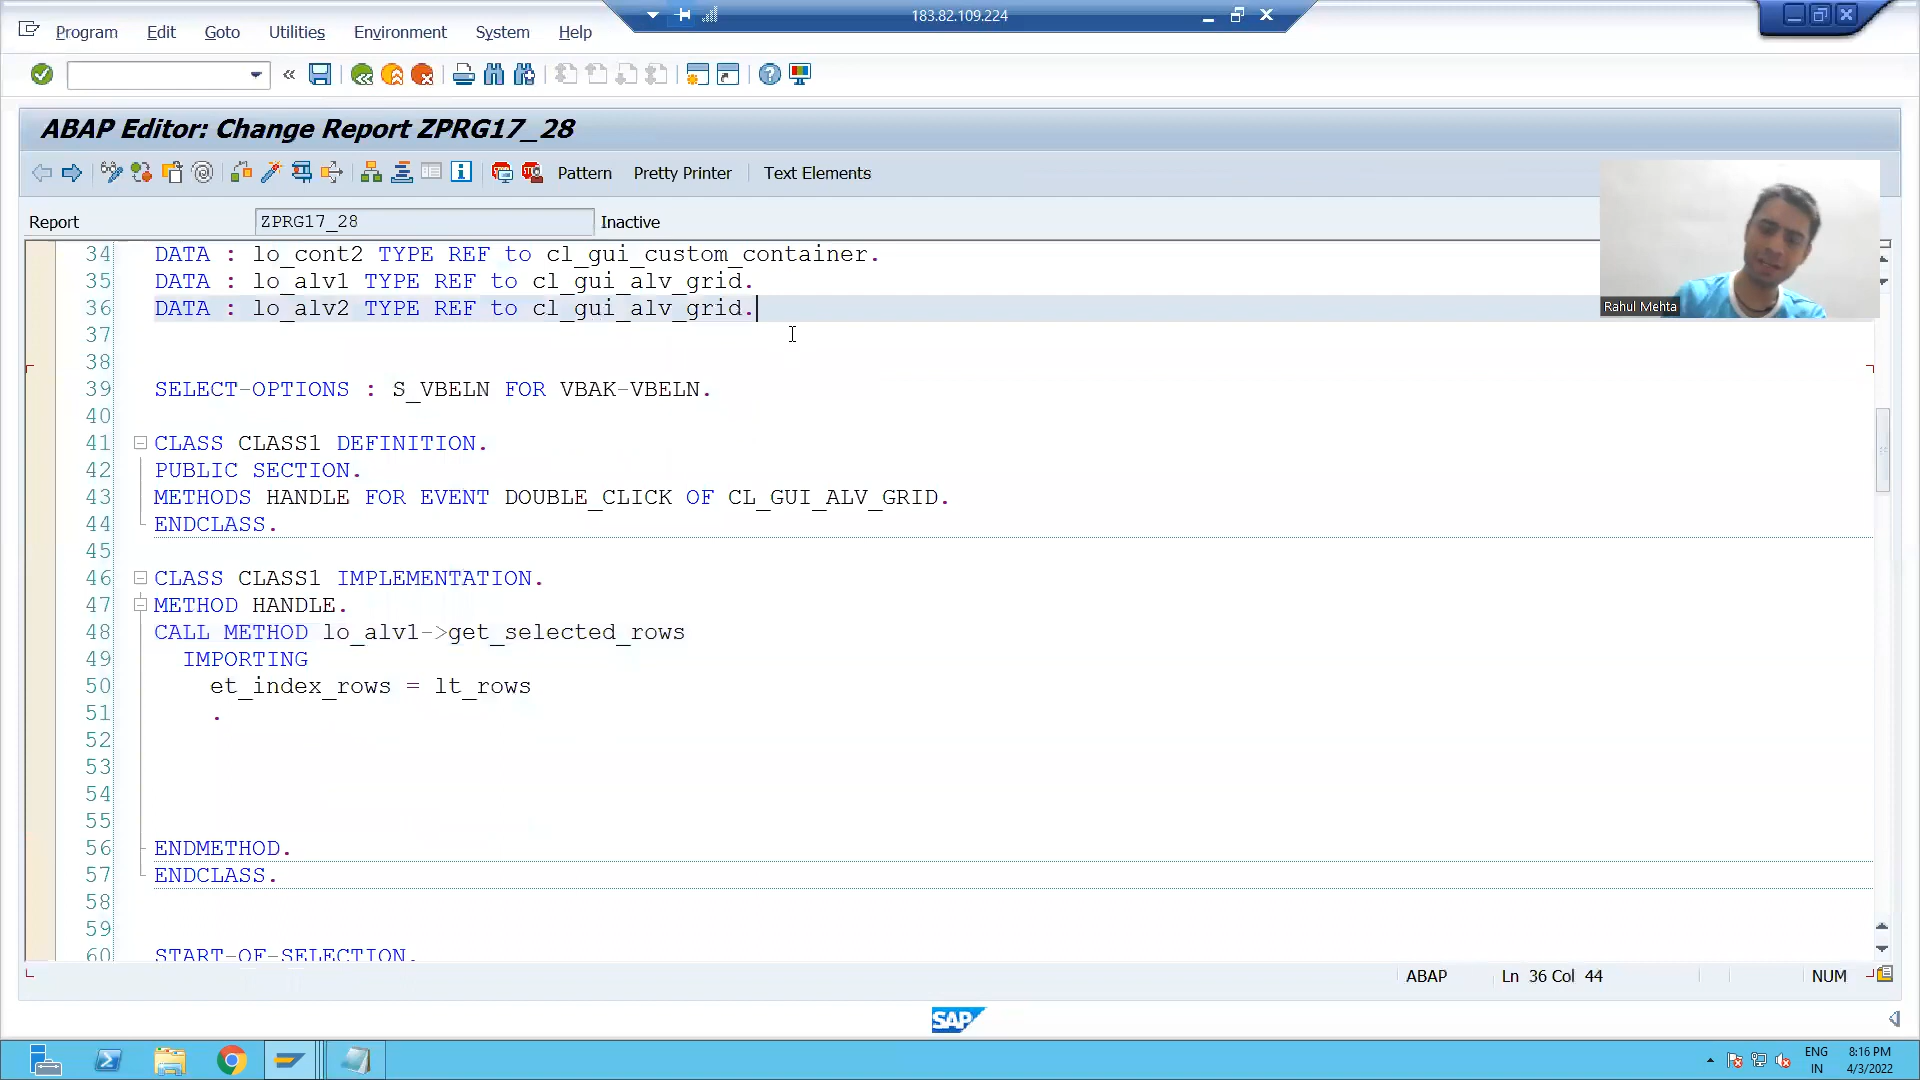 183.82.109.224
Program Edit Goto Utilities Environment System Help
ABAP Editor: Change Report ZPRG17_28
Pattern Pretty Printer Text Elements
Report ZPRG17_28 Inactive
Rahul Mehta
34 DATA : lo_cont2 TYPE REF to cl_gui_custom_container.
35 DATA : lo_alv1 TYPE REF to cl_gui_alv_grid.
36 DATA : lo_alv2 TYPE REF to cl_gui_alv_grid.
37
38
39 SELECT-OPTIONS : S_VBELN FOR VBAK-VBELN.
40
41 CLASS CLASS1 DEFINITION.
42 PUBLIC SECTION.
43 METHODS HANDLE FOR EVENT DOUBLE_CLICK OF CL_GUI_ALV_GRID.
44 ENDCLASS.
45
46 CLASS CLASS1 IMPLEMENTATION.
47 METHOD HANDLE.
48 CALL METHOD lo_alv1->get_selected_rows
49 IMPORTING
50 et_index_rows = lt_rows
51 .
52
53
54
55
56 ENDMETHOD.
57 ENDCLASS.
58
59
60 START-OF-SELECTION.
ABAP Ln 36 Col 44 NUM
SAP
ENG 8:16 PM
IN 4/3/2022